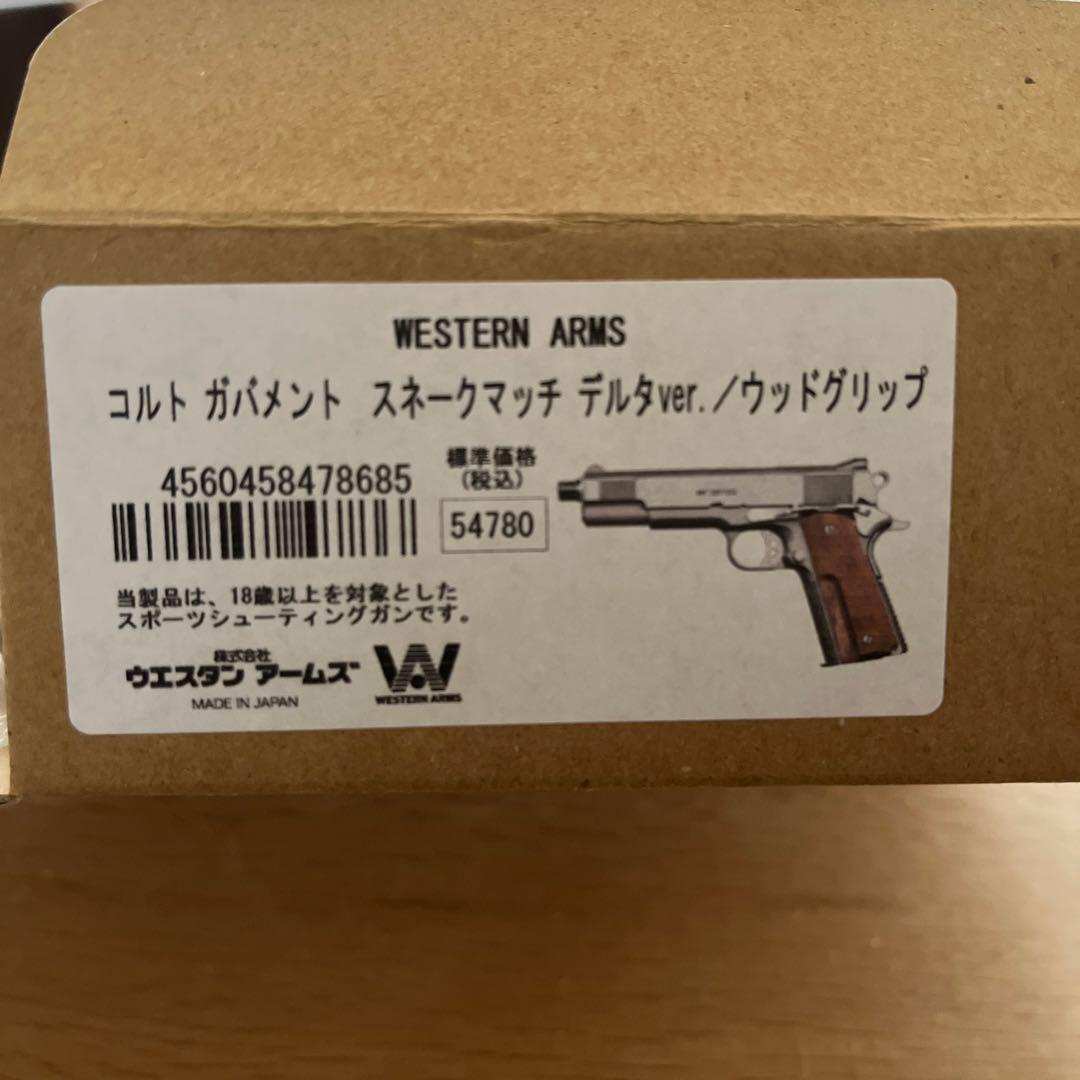 WESTERN ARMS
コルト ガバメント スネークマッチ デルタver.／ウッドグリップ
4560458478685
標準価格
(税込)
54780
当製品は、18歳以上を対象とした
スポーツシューティングガンです。
株式会社
ウエスタン アームズ
MADE IN JAPAN
WESTERN ARMS